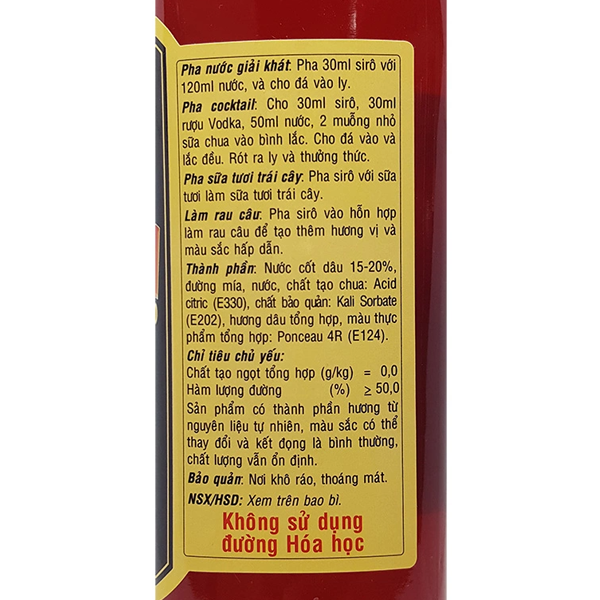 Pha nước giải khát: Pha 30ml sirô với
120ml nước, và cho đá vào ly.
Pha cocktail: Cho 30ml sirô, 30ml
rượu Vodka, 50ml nước, 2 muỗng nhỏ
sữa chua vào bình lắc. Cho đá vào và
lắc đều. Rót ra ly và thưởng thức.
Pha sữa tươi trái cây: Pha sirô với sữa
tươi làm sữa tươi trái cây.
Làm rau câu: Pha sirô vào hỗn hợp
làm rau câu để tạo thêm hương vị và
màu sắc hấp dẫn.
Thành phần: Nước cốt dâu 15-20%,
đường mía, nước, chất tạo chua: Acid
citric (E330), chất bảo quản: Kali Sorbate
(E202), hương dâu tổng hợp, màu thực
phẩm tổng hợp: Ponceau 4R (E124).
Chỉ tiêu chủ yếu:
Chất tạo ngọt tổng hợp (g/kg) = 0,0
Hàm lượng đường (%) ≥ 50,0
Sản phẩm có thành phần hương từ
nguyên liệu tự nhiên, màu sắc có thể
thay đổi và kết đọng là bình thường,
chất lượng vẫn ổn định.
Bảo quản: Nơi khô ráo, thoáng mát.
NSX/HSD: Xem trên bao bì.
Không sử dụng
đường Hóa học